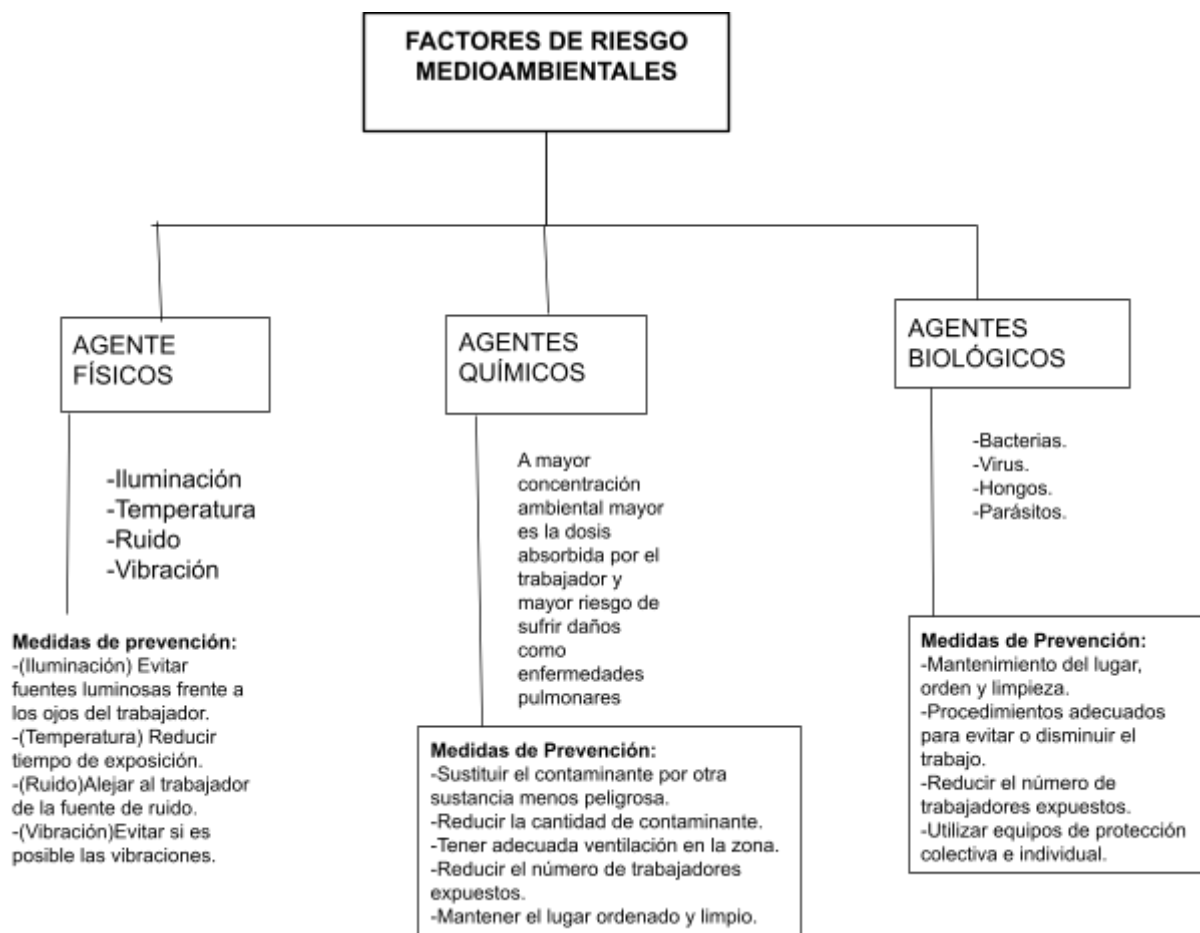 FACTORES DE RIESGO
MEDIOAMBIENTALES
AGENTE
FÍSICOS
-Iluminación
-Temperatura
-Ruido
-Vibración
Medidas de prevención:
-(Iluminación) Evitar
fuentes luminosas frente a
los ojos del trabajador.
-(Temperatura) Reducir
tiempo de exposición.
-(Ruido)Alejar al trabajador
de la fuente de ruido.
-(Vibración)Evitar si es
posible las vibraciones.
AGENTES
QUÍMICOS
A mayor
concentración
ambiental mayor
es la dosis
absorbida por el
trabajador y
mayor riesgo de
sufrir daños
como
enfermedades
pulmonares
Medidas de Prevención:
-Sustituir el contaminante por otra
sustancia menos peligrosa.
-Reducir la cantidad de contaminante.
-Tener adecuada ventilación en la zona.
-Reducir el número de trabajadores
expuestos.
-Mantener el lugar ordenado y limpio.
AGENTES
BIOLÓGICOS
-Bacterias.
-Virus.
-Hongos.
-Parásitos.
Medidas de Prevención:
-Mantenimiento del lugar,
orden y limpieza.
-Procedimientos adecuados
para evitar o disminuir el
trabajo.
-Reducir el número de
trabajadores expuestos.
-Utilizar equipos de protección
colectiva e individual.